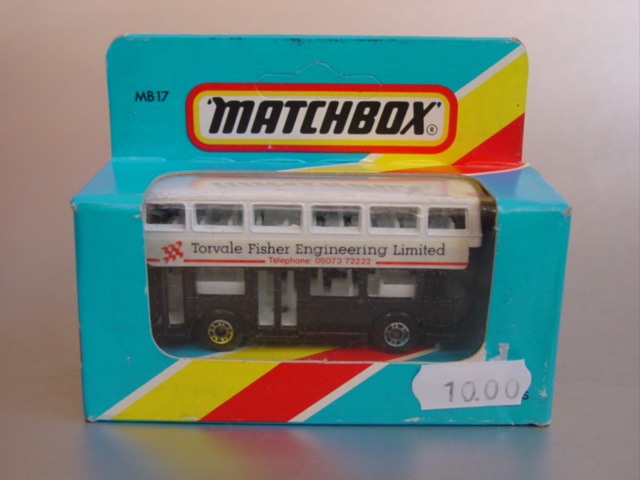 MB17
'MATCHBOX'®
Torvale Fisher Engineering Limited
Telephone: 09073 72222
10.00
s